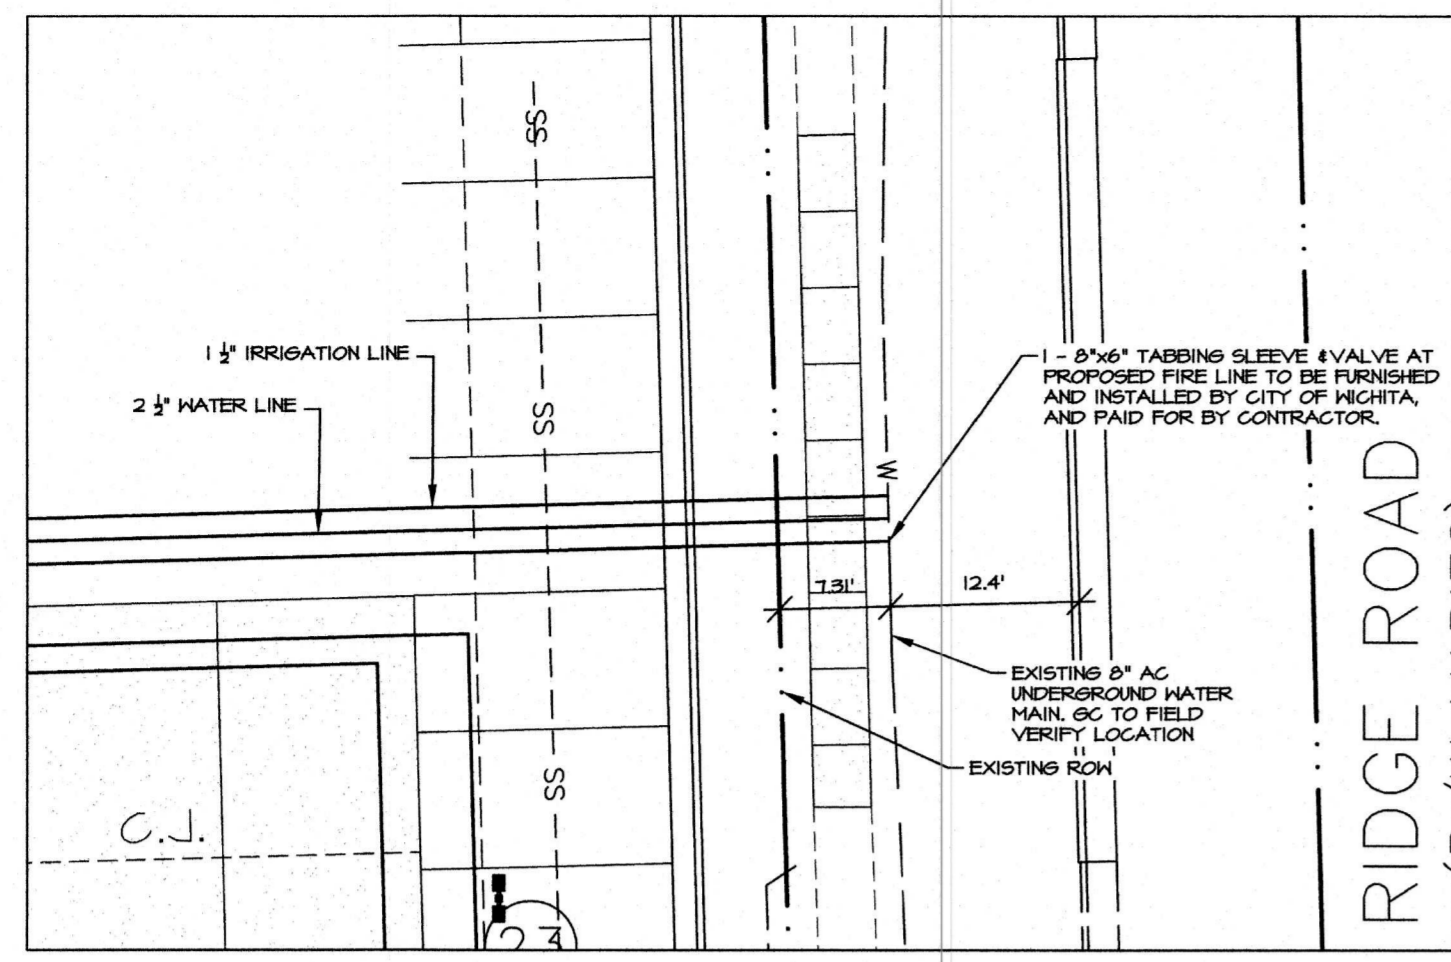 SS
1 ½" IRRIGATION LINE
2 ½" WATER LINE
SS
W
1 - 8"x6" TABBING SLEEVE & VALVE AT
PROPOSED FIRE LINE TO BE FURNISHED
AND INSTALLED BY CITY OF WICHITA,
AND PAID FOR BY CONTRACTOR.
7.31'
12.4'
EXISTING 8" AC
UNDERGROUND WATER
MAIN. GC TO FIELD
VERIFY LOCATION
EXISTING ROW
SS
C.J.
23
RIDGE ROAD